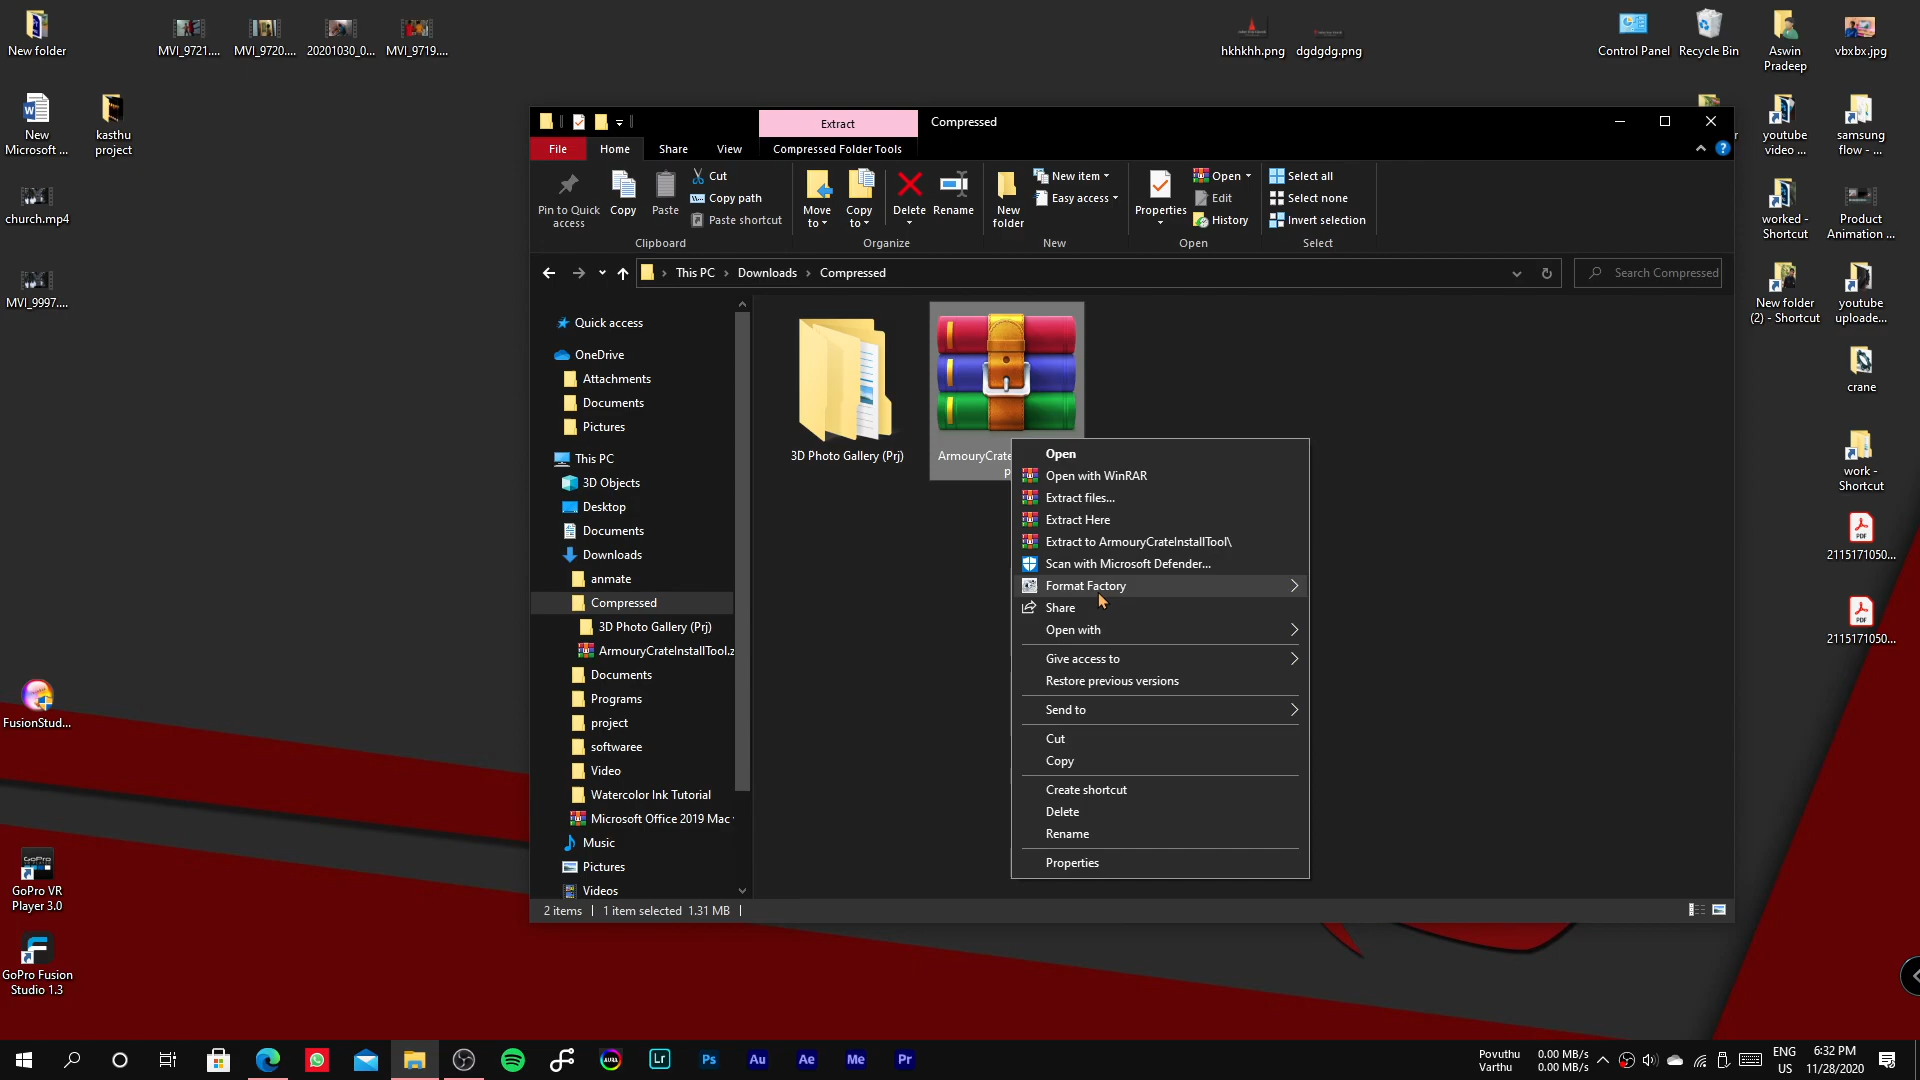 New folder
MVI_9721....
MVI_9720....
20201030_0...
MVI_9719....
hkhkhh.png
dgdgdg.png
Control Panel
Recycle Bin
Aswin
Pradeep
vbxbx.jpg
New
Microsoft ...
kasthu
project
youtube
video ...
samsung
flow - ...
church.mp4
worked -
Shortcut
Product
Animation ...
MVI_9997....
New folder
(2) - Shortcut
youtube
uploade...
crane
work -
Shortcut
2115171050...
2115171050...
FusionStud...
GoPro VR
Player 3.0
GoPro Fusion
Studio 1.3
Extract
Compressed
File
Home
Share
View
Compressed Folder Tools
Pin to Quick
access
Copy
Paste
Cut
Copy path
Paste shortcut
Clipboard
Move
to
Copy
to
Delete
Rename
Organize
New
folder
New item
Easy access
New
Properties
Open
Edit
History
Open
Select all
Select none
Invert selection
Select
This PC > Downloads > Compressed
Search Compressed
Quick access
OneDrive
Attachments
Documents
Pictures
This PC
3D Objects
Desktop
Documents
Downloads
anmate
Compressed
3D Photo Gallery (Prj)
ArmouryCrateInstallTool.z
Documents
Programs
project
softwaree
Video
Watercolor Ink Tutorial
Microsoft Office 2019 Mac
Music
Pictures
Videos
3D Photo Gallery (Prj)
ArmouryCrate
p
Open
Open with WinRAR
Extract files...
Extract Here
Extract to ArmouryCrateInstallTool\
Scan with Microsoft Defender...
Format Factory
Share
Open with
Give access to
Restore previous versions
Send to
Cut
Copy
Create shortcut
Delete
Rename
Properties
2 items
1 item selected 1.31 MB
Lr
Ps
Au
Ae
Me
Pr
Povuthu 0.00 MB/s
Varthu 0.00 MB/s
ENG
US
6:32 PM
11/28/2020